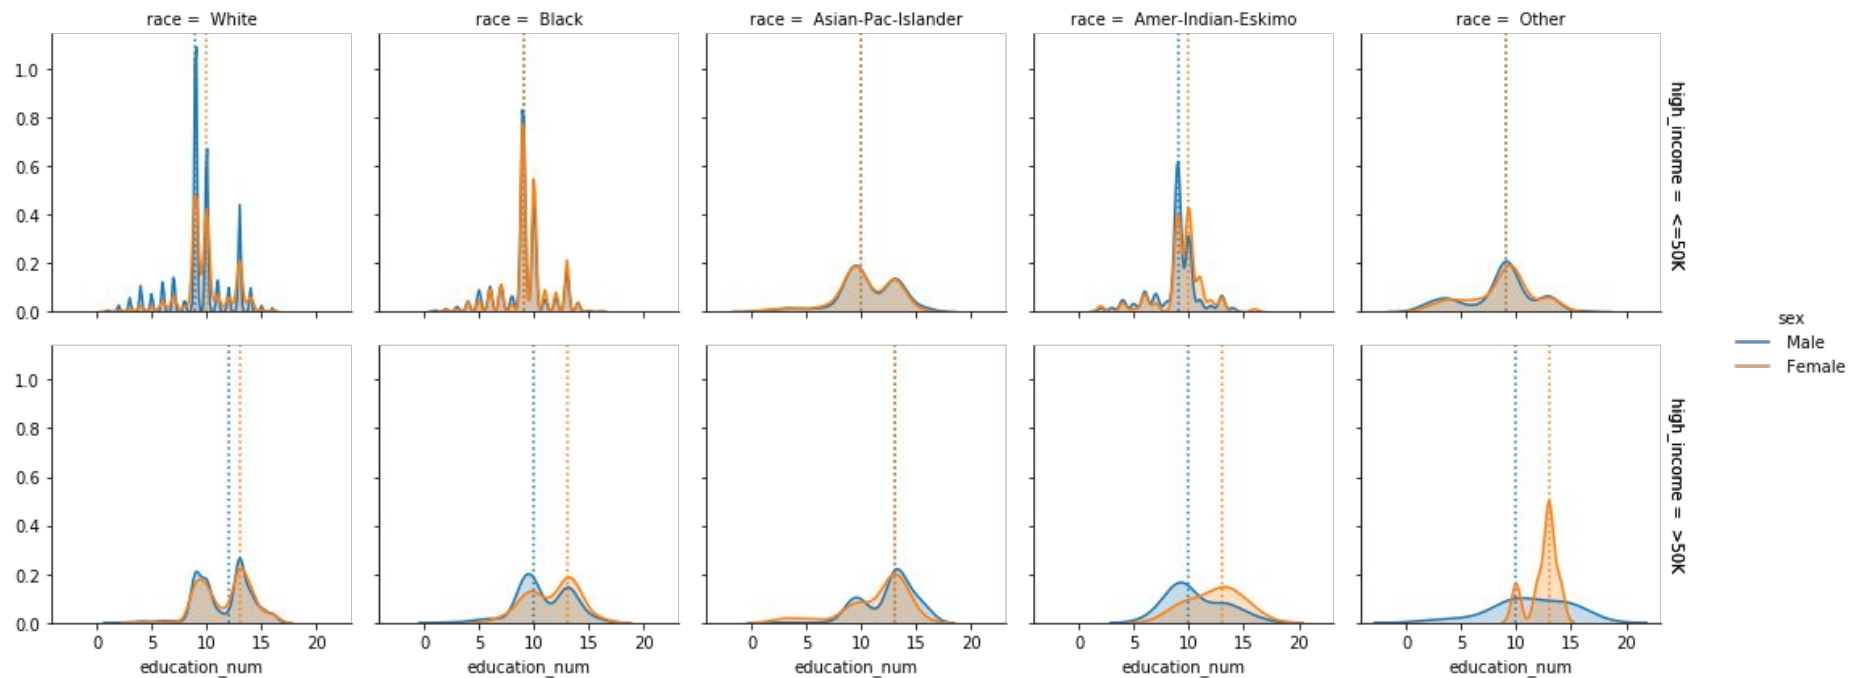 race = White
race = Black
race = Asian-Pac-Islander
race = Amer-Indian-Eskimo
race = Other
1.0
0.8
0.6
0.4
0.2
0.0
high_income = <=50K
sex
Male
Female
1.0
0.8
0.6
0.4
0.2
0.0
high_income = >50K
0 5 10 15 20
0 5 10 15 20
0 5 10 15 20
0 5 10 15 20
0 5 10 15 20
education_num
education_num
education_num
education_num
education_num